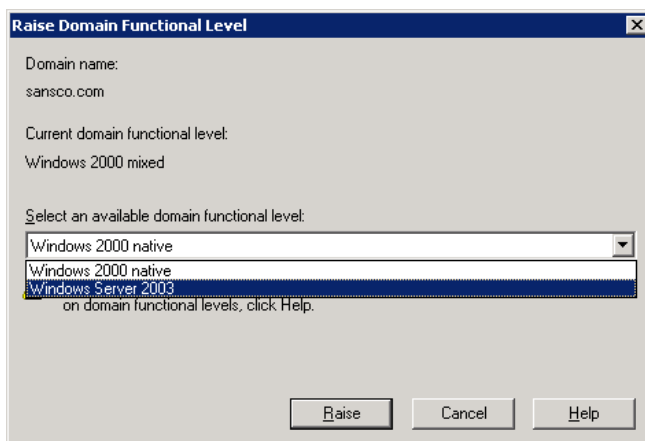 Raise Domain Functional Level
Domain name:
sansco.com
Current domain functional level:
Windows 2000 mixed
Select an available domain functional level:
Windows 2000 native
Windows 2000 native
Windows Server 2003
on domain functional levels, click Help.
Raise
Cancel
Help